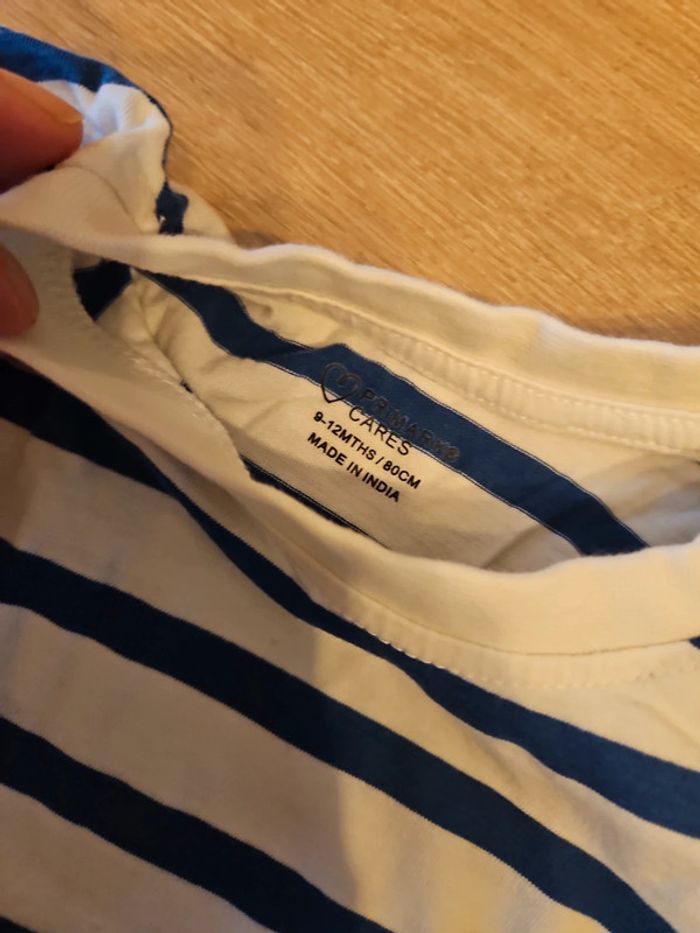 PRIMARK®
CARES
9-12MTHS / 80CM
MADE IN INDIA